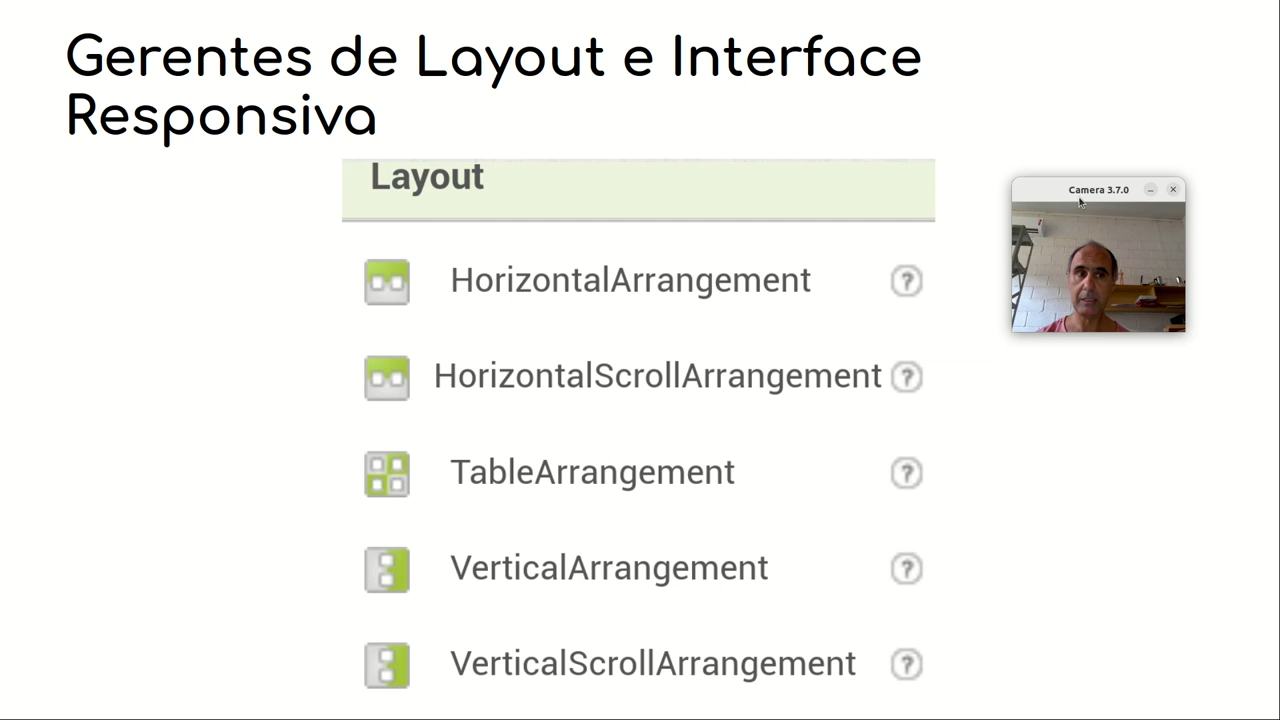 Gerentes de Layout e Interface
Responsiva
Layout
Camera 3.7.0
HorizontalArrangement ?
HorizontalScrollArrangement ?
TableArrangement ?
VerticalArrangement ?
VerticalScrollArrangement ?